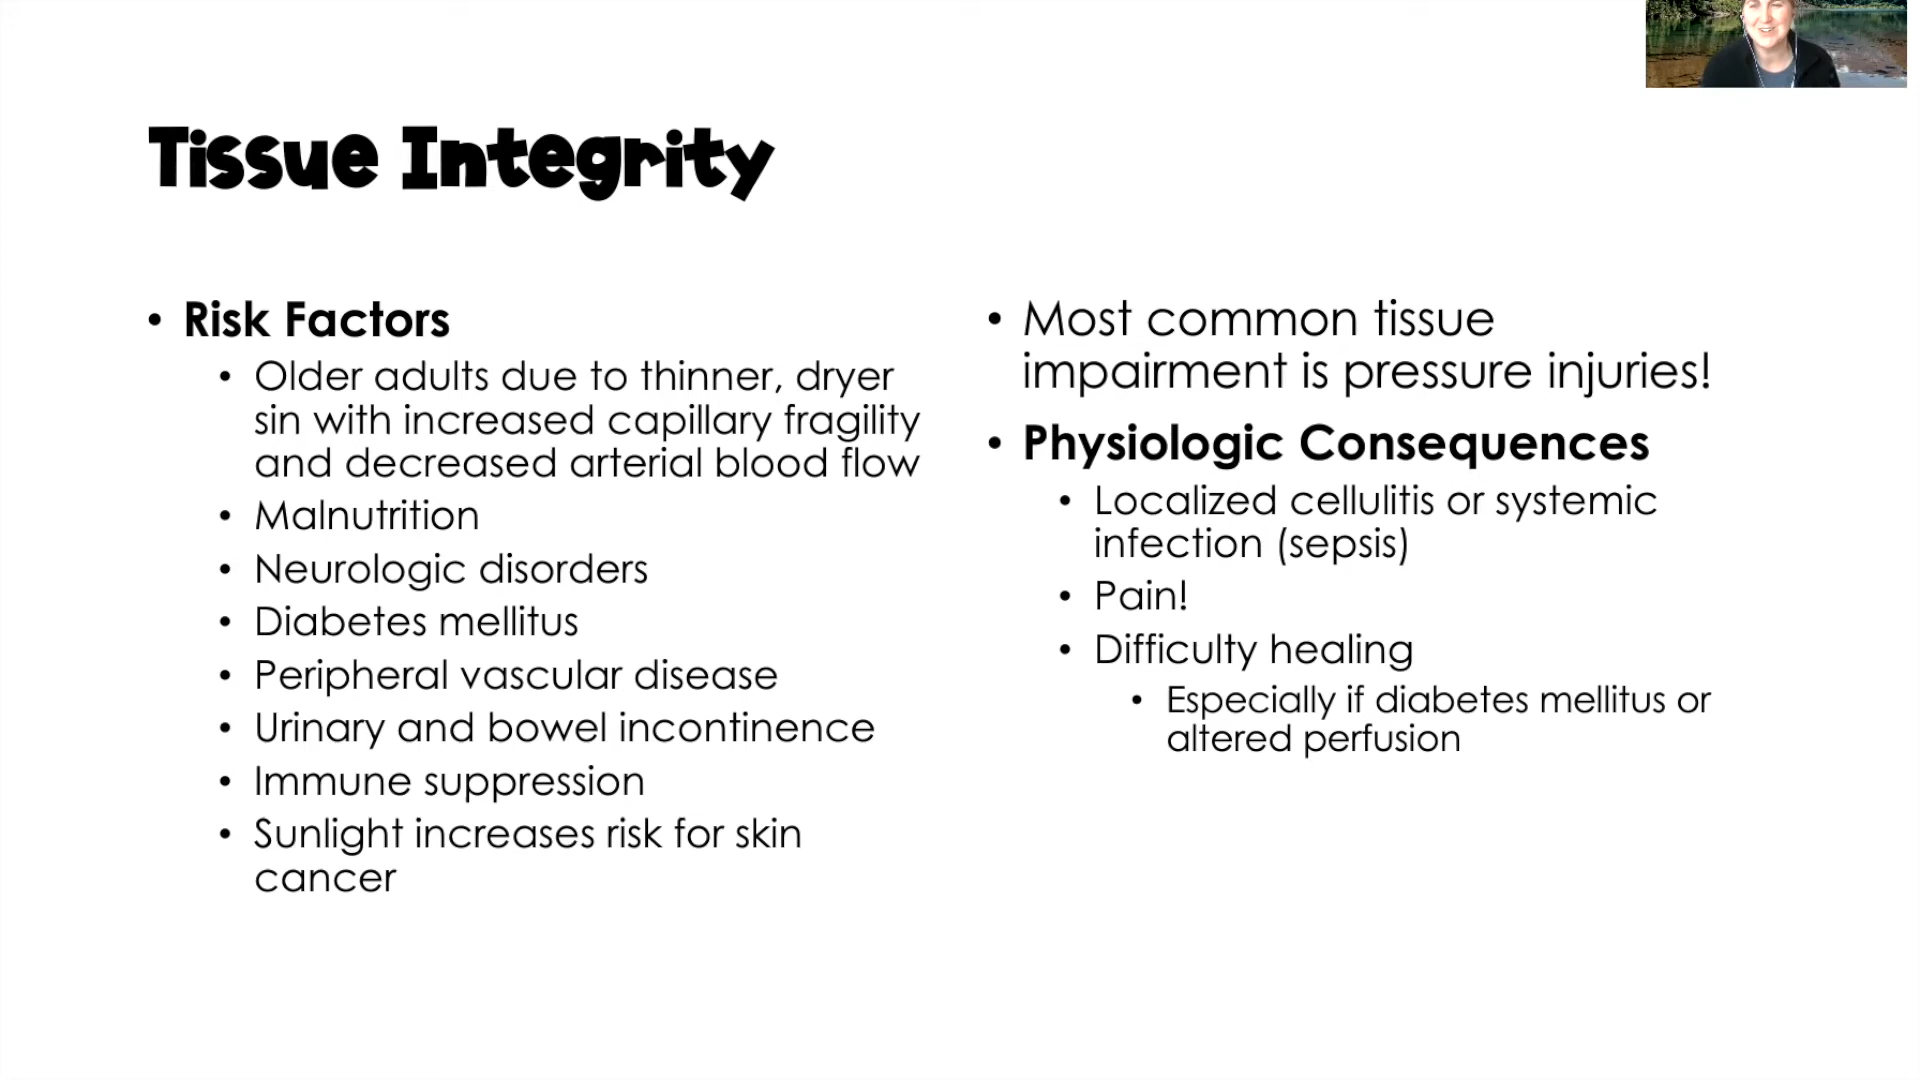 Tissue Integrity
• Risk Factors
• Older adults due to thinner, dryer
sin with increased capillary fragility
and decreased arterial blood flow
• Malnutrition
• Neurologic disorders
• Diabetes mellitus
• Peripheral vascular disease
• Urinary and bowel incontinence
• Immune suppression
• Sunlight increases risk for skin
cancer
• Most common tissue
impairment is pressure injuries!
• Physiologic Consequences
• Localized cellulitis or systemic
infection (sepsis)
• Pain!
• Difficulty healing
• Especially if diabetes mellitus or
altered perfusion